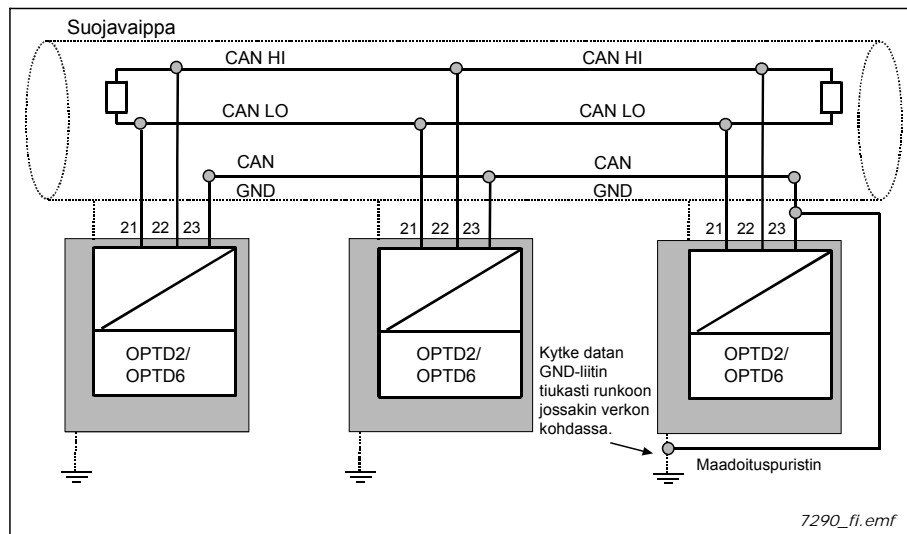 Suojavaippa
CAN HI
CAN HI
CAN LO
CAN LO
CAN
GND
CAN
GND
21 22 23
21 22 23
21 22 23
OPTD2/
OPTD6
OPTD2/
OPTD6
OPTD2/
OPTD6
Kytke datan
GND-liitin
tiukasti runkoon
jossakin verkon
kohdassa.
Maadoituspuristin
7290_fi.emf